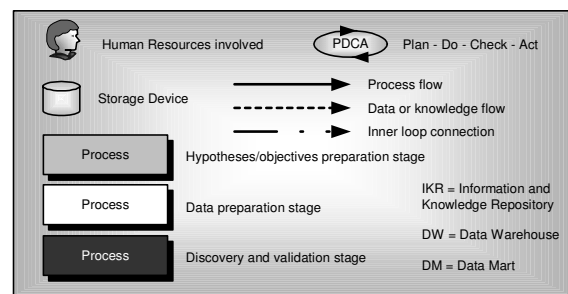 Human Resources involved
PDCA
Plan - Do - Check - Act
Storage Device
Process flow
Data or knowledge flow
Inner loop connection
Process
Hypotheses/objectives preparation stage
Process
Data preparation stage
IKR = Information and
Knowledge Repository
DW = Data Warehouse
Process
Discovery and validation stage
DM = Data Mart